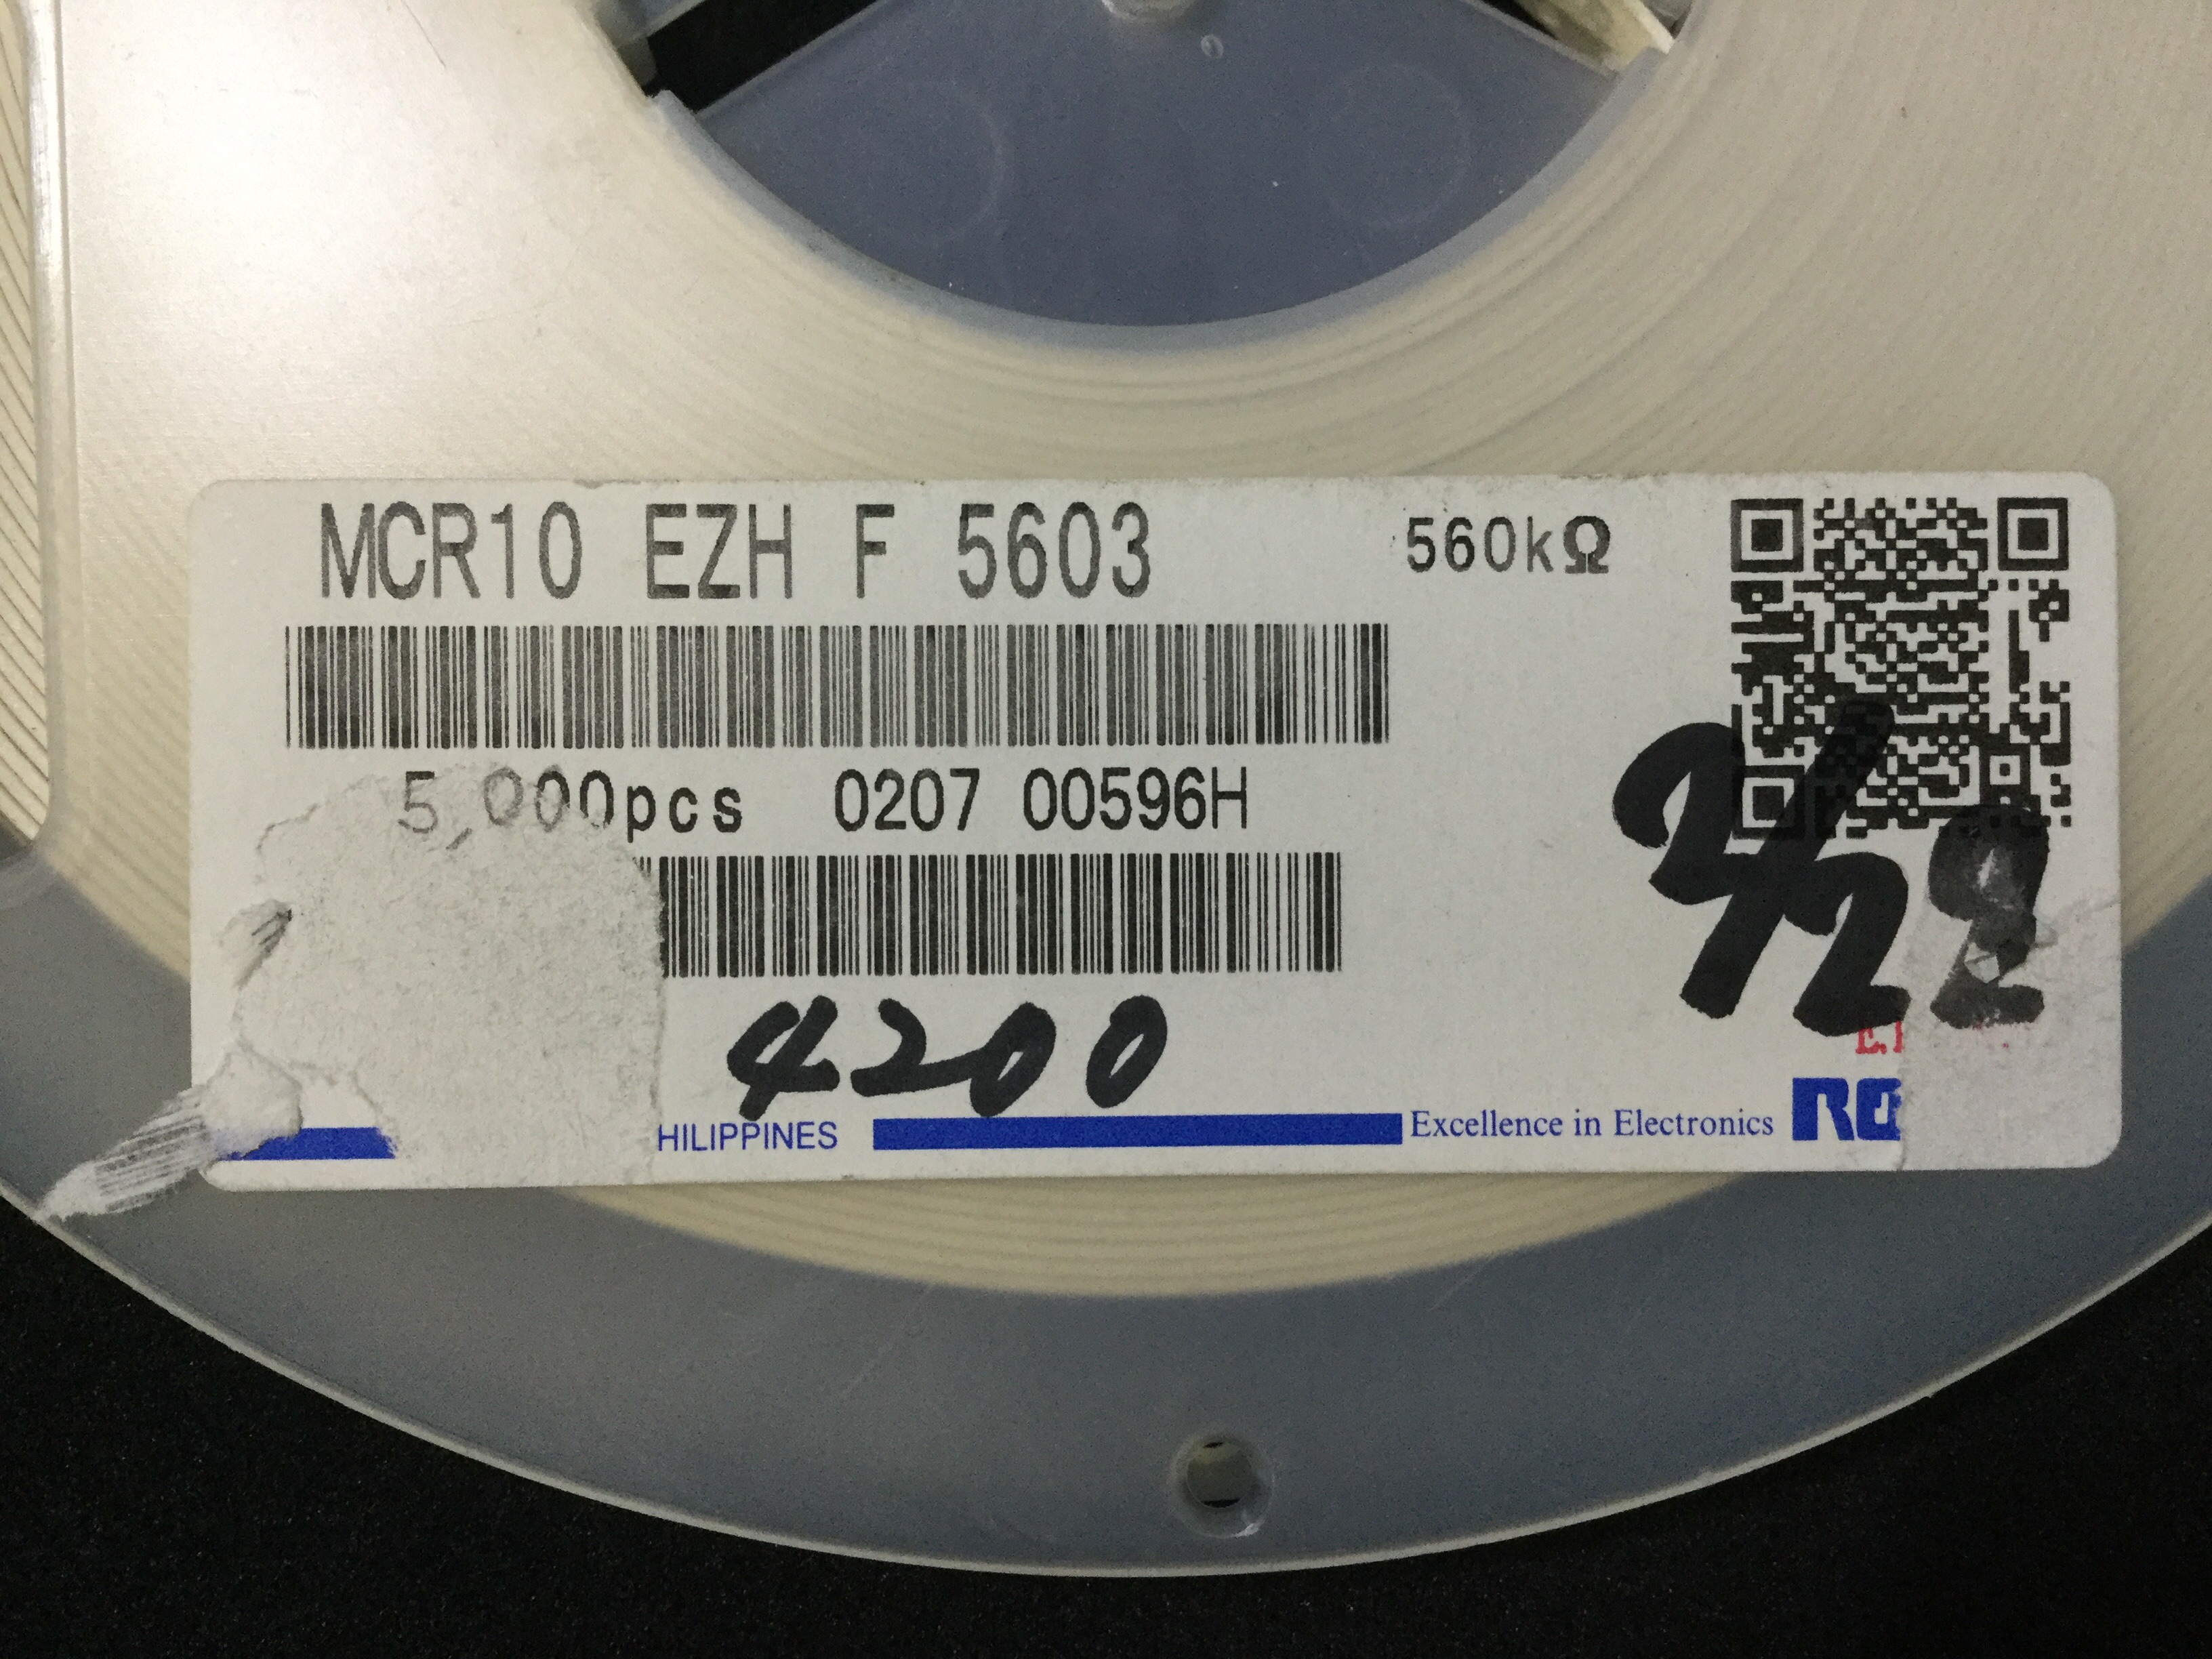 MCR10 EZH F 5603 560kΩ
5,000pcs 0207 00596H
4200
HILIPPINES Excellence in Electronics